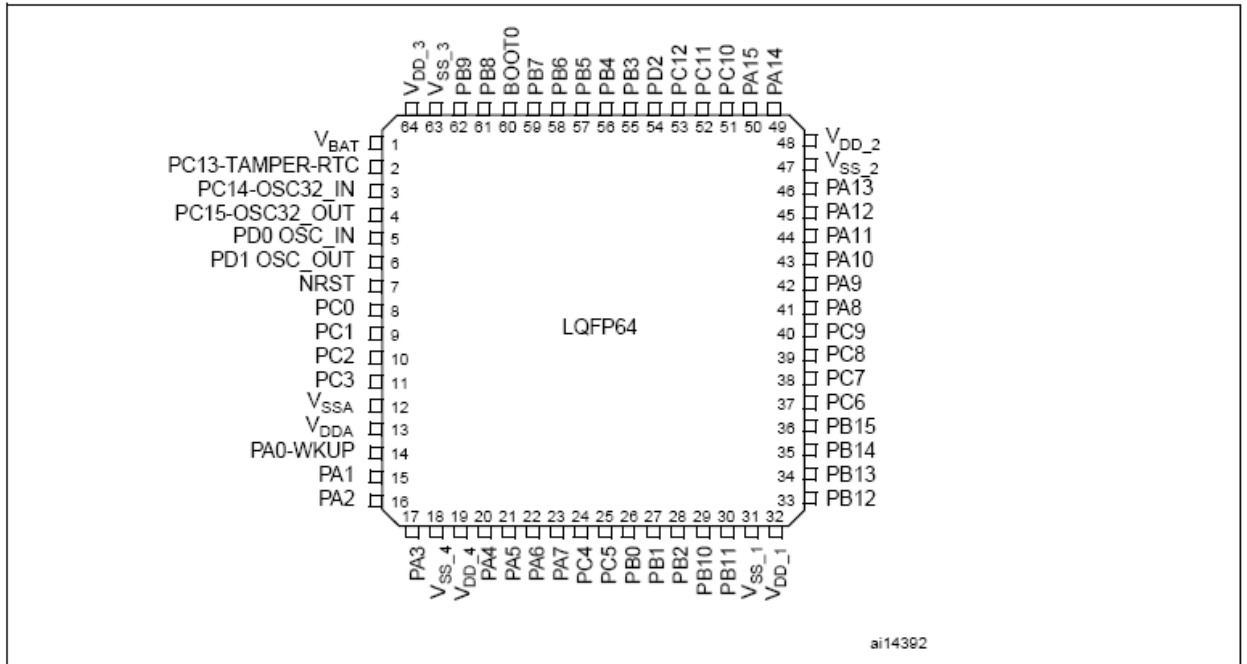 VDD_3
VSS_3
PB9
PB8
BOOT0
PB7
PB6
PB5
PB4
PB3
PD2
PC12
PC11
PC10
PA15
PA14
64 63 62 61 60 59 58 57 56 55 54 53 52 51 50 49
VBAT 1
PC13-TAMPER-RTC 2
PC14-OSC32_IN 3
PC15-OSC32_OUT 4
PD0 OSC_IN 5
PD1 OSC_OUT 6
NRST 7
PC0 8
PC1 9
PC2 10
PC3 11
VSSA 12
VDDA 13
PA0-WKUP 14
PA1 15
PA2 16
LQFP64
48 VDD_2
47 VSS_2
46 PA13
45 PA12
44 PA11
43 PA10
42 PA9
41 PA8
40 PC9
39 PC8
38 PC7
37 PC6
36 PB15
35 PB14
34 PB13
33 PB12
17 18 19 20 21 22 23 24 25 26 27 28 29 30 31 32
PA3
VSS_4
VDD_4
PA4
PA5
PA6
PA7
PC4
PC5
PB0
PB1
PB2
PB10
PB11
VSS_1
VDD_1
ai14392